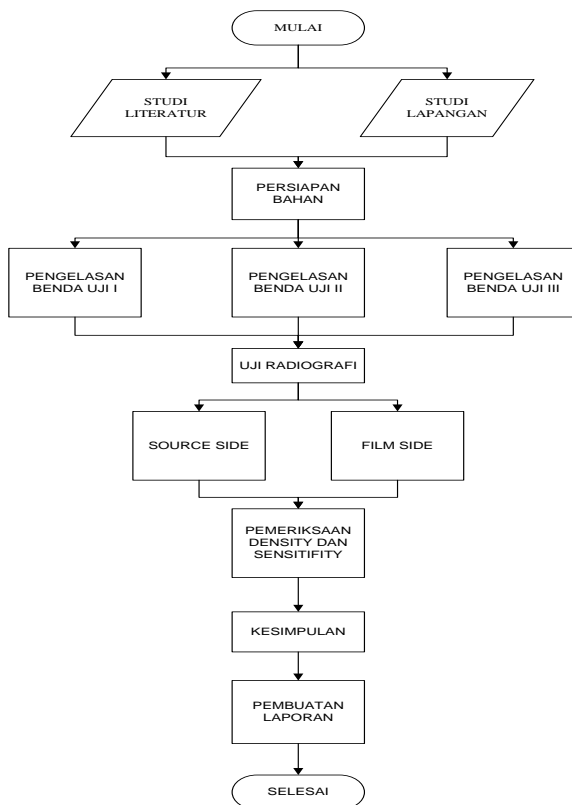 MULAI
STUDI
LITERATUR
STUDI
LAPANGAN
PERSIAPAN
BAHAN
PENGELASAN
BENDA UJI I
PENGELASAN
BENDA UJI II
PENGELASAN
BENDA UJI III
UJI RADIOGRAFI
SOURCE SIDE
FILM SIDE
PEMERIKSAAN
DENSITY DAN
SENSITIFITY
KESIMPULAN
PEMBUATAN
LAPORAN
SELESAI